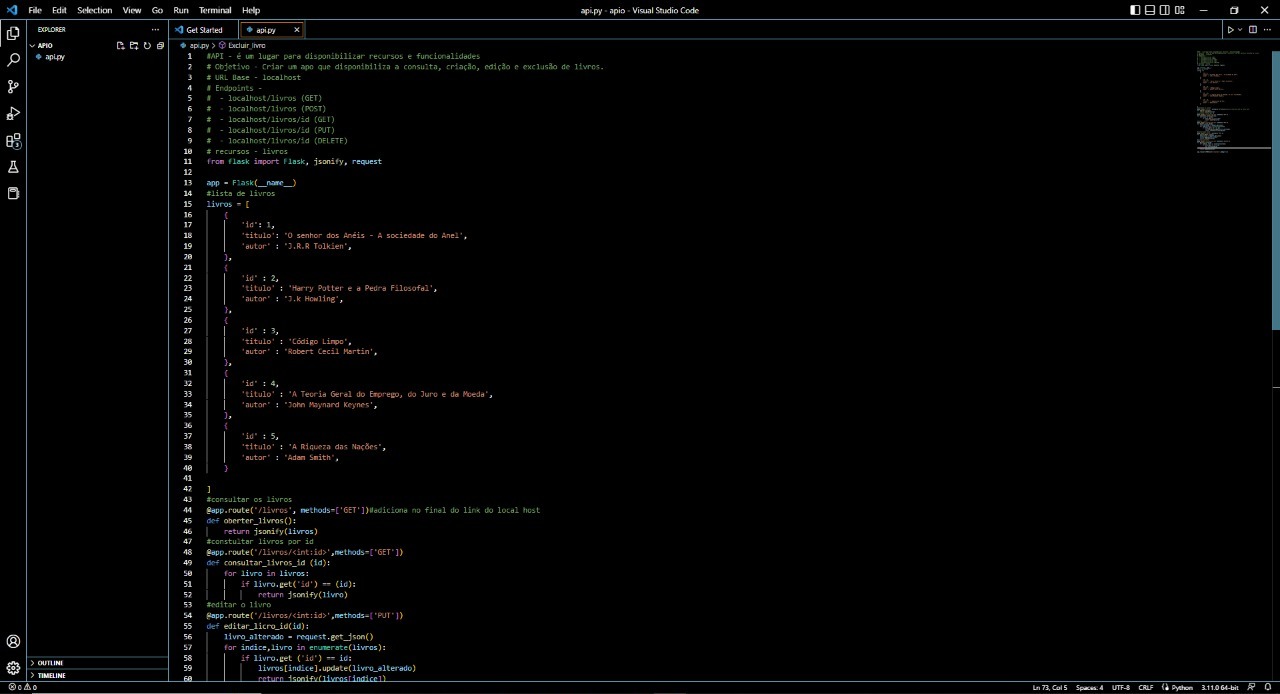 File Edit Selection View Go Run Terminal Help
api.py - apio - Visual Studio Code
EXPLORER
APIO
api.py
Get Started
api.py
api.py > Excluir_livro
1 #API - é um lugar para disponibilizar recursos e funcionalidades
2 # Objetivo - Criar um apo que disponibiliza a consulta, criação, edição e exclusão de livros.
3 # URL Base - localhost
4 # Endpoints -
5 # - localhost/livros (GET)
6 # - localhost/livros (POST)
7 # - localhost/livros/id (GET)
8 # - localhost/livros/id (PUT)
9 # - localhost/livros/id (DELETE)
10 # recursos - livros
11 from flask import Flask, jsonify, request
12
13 app = Flask(__name__)
14 #lista de livros
15 livros = [
16 {
17 'id': 1,
18 'titulo': 'O senhor dos Anéis - A sociedade do Anel',
19 'autor' : 'J.R.R Tolkien',
20 },
21 {
22 'id' : 2,
23 'titulo' : 'Harry Potter e a Pedra Filosofal',
24 'autor' : 'J.k Howling',
25 },
26 {
27 'id' : 3,
28 'titulo' : 'Código Limpo',
29 'autor' : 'Robert Cecil Martin',
30 },
31 {
32 'id' : 4,
33 'titulo' : 'A Teoria Geral do Emprego, do Juro e da Moeda',
34 'autor' : 'John Maynard Keynes',
35 },
36 {
37 'id' : 5,
38 'titulo' : 'A Riqueza das Nações',
39 'autor' : 'Adam Smith',
40 }
41
42 ]
43 #consultar os livros
44 @app.route('/livros', methods=['GET'])#adiciona no final do link do local host
45 def oberter_livros():
46 return jsonify(livros)
47 #constultar livros por id
48 @app.route('/livros/<int:id>',methods=['GET'])
49 def consultar_livros_id (id):
50 for livro in livros:
51 if livro.get('id') == (id):
52 return jsonify(livro)
53 #editar o livro
54 @app.route('/livros/<int:id>',methods=['PUT'])
55 def editar_licro_id(id):
56 livro_alterado = request.get_json()
57 for indice,livro in enumerate(livros):
58 if livro.get ('id') == id:
59 livros[indice].update(livro_alterado)
60 return jsonify(livros[indice])
OUTLINE
TIMELINE
0 0
Ln 73, Col 5 Spaces: 4 UTF-8 CRLF Python 3.11.0 64-bit